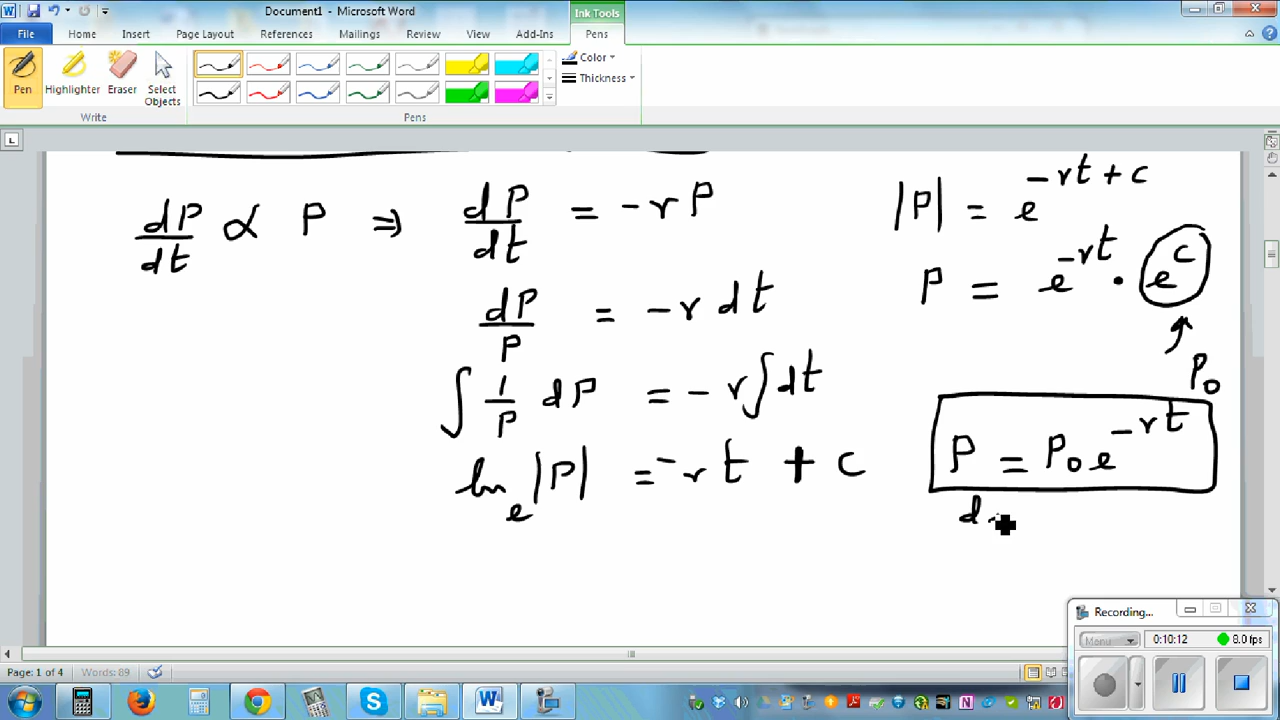 Document1 - Microsoft Word
Ink Tools
File Home Insert Page Layout References Mailings Review View Add-Ins Pens
Pen Highlighter Eraser Select Objects
Color
Thickness
Write Pens
L
dP/dt ∝ P ⇒ dP/dt = -rP
dP/P = -r dt
∫ 1/P dP = -r∫dt
ln_e |P| = -rt + c
|P| = e^(-rt + c)
P = e^(-rt) · e^c
P₀
P = P₀e^(-rt)
d
Recording...
Menu 0:10:12 8.0 fps
Page: 1 of 4 Words: 89